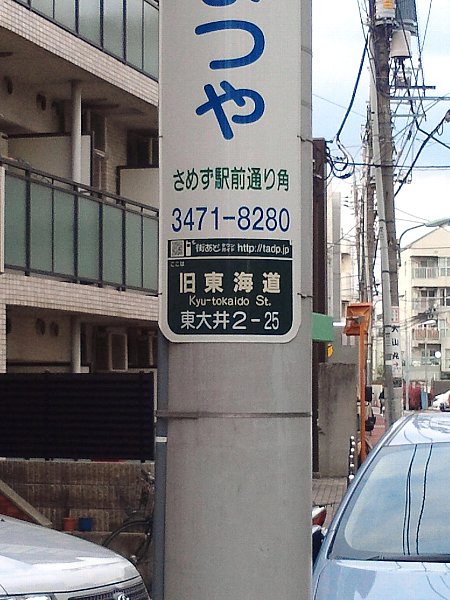 つや
さめず駅前通り角
3471-8280
街あど http://tadp.jp
ここは
旧東海道
Kyu-tokaido St.
東大井2-25